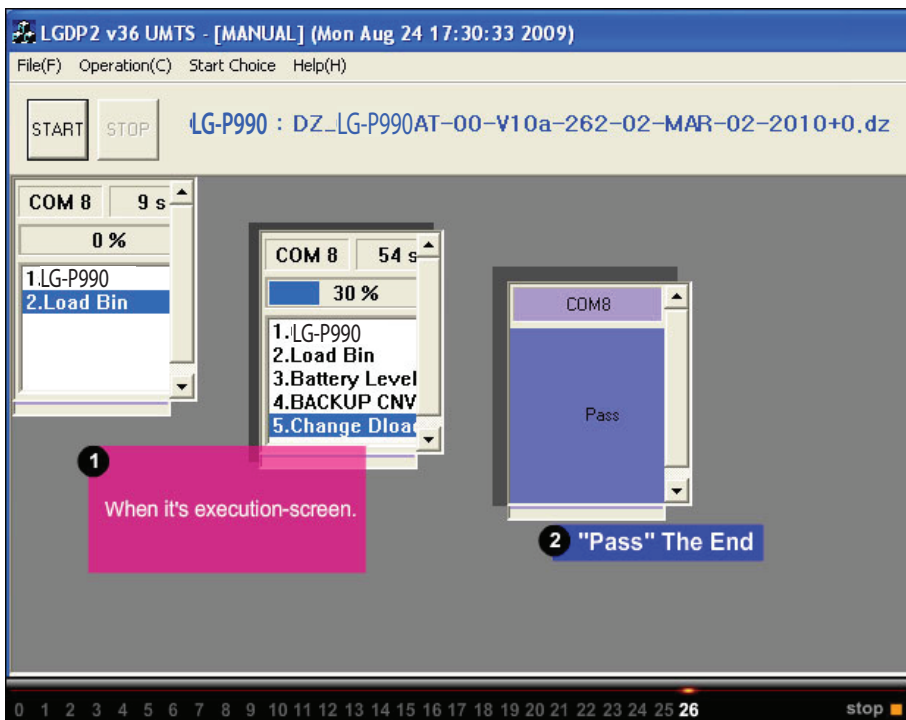 LGDP2 v36 UMTS - [MANUAL] (Mon Aug 24 17:30:33 2009)
File(F) Operation(C) Start Choice Help(H)
START STOP LG-P990 : DZ_LG-P990AT-00-V10a-262-02-MAR-02-2010+0.dz
COM 8 9 s
0 %
1.LG-P990
2.Load Bin
COM 8 54 s
30 %
1.LG-P990
2.Load Bin
3.Battery Level
4.BACKUP CNV
5.Change Dload
COM8
Pass
1
When it's execution-screen.
2 "Pass" The End
0 1 2 3 4 5 6 7 8 9 10 11 12 13 14 15 16 17 18 19 20 21 22 23 24 25 26 stop